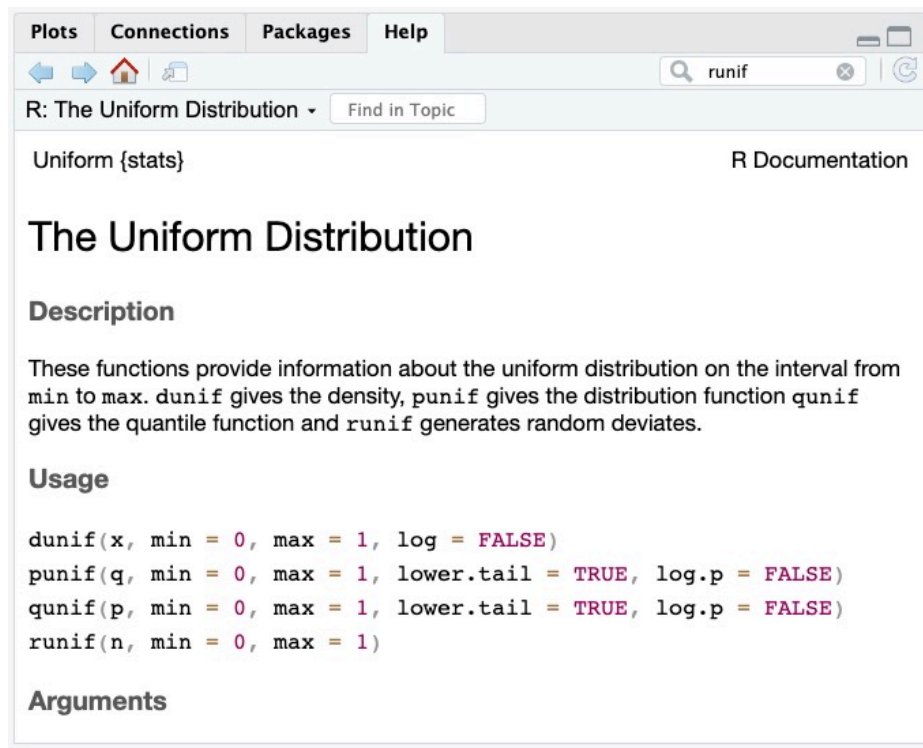 Plots Connections Packages Help
runif
R: The Uniform Distribution Find in Topic
Uniform {stats} R Documentation
The Uniform Distribution
Description
These functions provide information about the uniform distribution on the interval from
min to max. dunif gives the density, punif gives the distribution function qunif
gives the quantile function and runif generates random deviates.
Usage
dunif(x, min = 0, max = 1, log = FALSE)
punif(q, min = 0, max = 1, lower.tail = TRUE, log.p = FALSE)
qunif(p, min = 0, max = 1, lower.tail = TRUE, log.p = FALSE)
runif(n, min = 0, max = 1)
Arguments